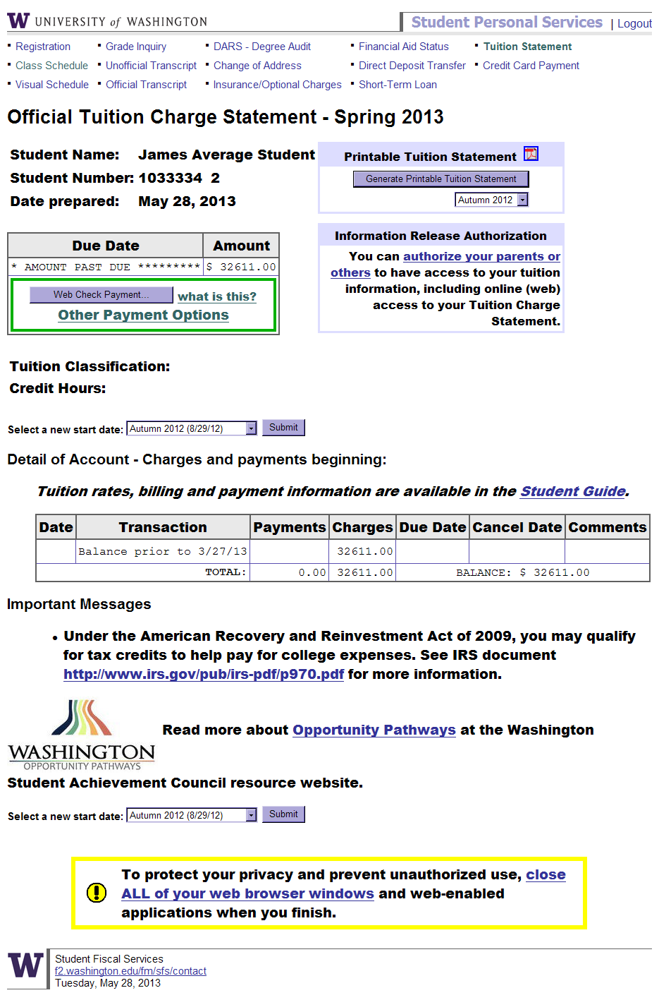 W UNIVERSITY of WASHINGTON
Student Personal Services | Logout
Registration Grade Inquiry DARS - Degree Audit Financial Aid Status Tuition Statement
Class Schedule Unofficial Transcript Change of Address Direct Deposit Transfer Credit Card Payment
Visual Schedule Official Transcript Insurance/Optional Charges Short-Term Loan
Official Tuition Charge Statement - Spring 2013
Student Name: James Average Student
Student Number: 1033334 2
Date prepared: May 28, 2013
Printable Tuition Statement
Generate Printable Tuition Statement
Autumn 2012
Due Date Amount
* AMOUNT PAST DUE ********* $ 32611.00
Web Check Payment... what is this?
Other Payment Options
Information Release Authorization
You can authorize your parents or
others to have access to your tuition
information, including online (web)
access to your Tuition Charge
Statement.
Tuition Classification:
Credit Hours:
Select a new start date: Autumn 2012 (8/29/12) Submit
Detail of Account - Charges and payments beginning:
Tuition rates, billing and payment information are available in the Student Guide.
Date Transaction Payments Charges Due Date Cancel Date Comments
Balance prior to 3/27/13 32611.00
TOTAL: 0.00 32611.00 BALANCE: $ 32611.00
Important Messages
• Under the American Recovery and Reinvestment Act of 2009, you may qualify
for tax credits to help pay for college expenses. See IRS document
http://www.irs.gov/pub/irs-pdf/p970.pdf for more information.
WASHINGTON
OPPORTUNITY PATHWAYS
Read more about Opportunity Pathways at the Washington
Student Achievement Council resource website.
Select a new start date: Autumn 2012 (8/29/12) Submit
To protect your privacy and prevent unauthorized use, close
ALL of your web browser windows and web-enabled
applications when you finish.
W
Student Fiscal Services
f2.washington.edu/fm/sfs/contact
Tuesday, May 28, 2013